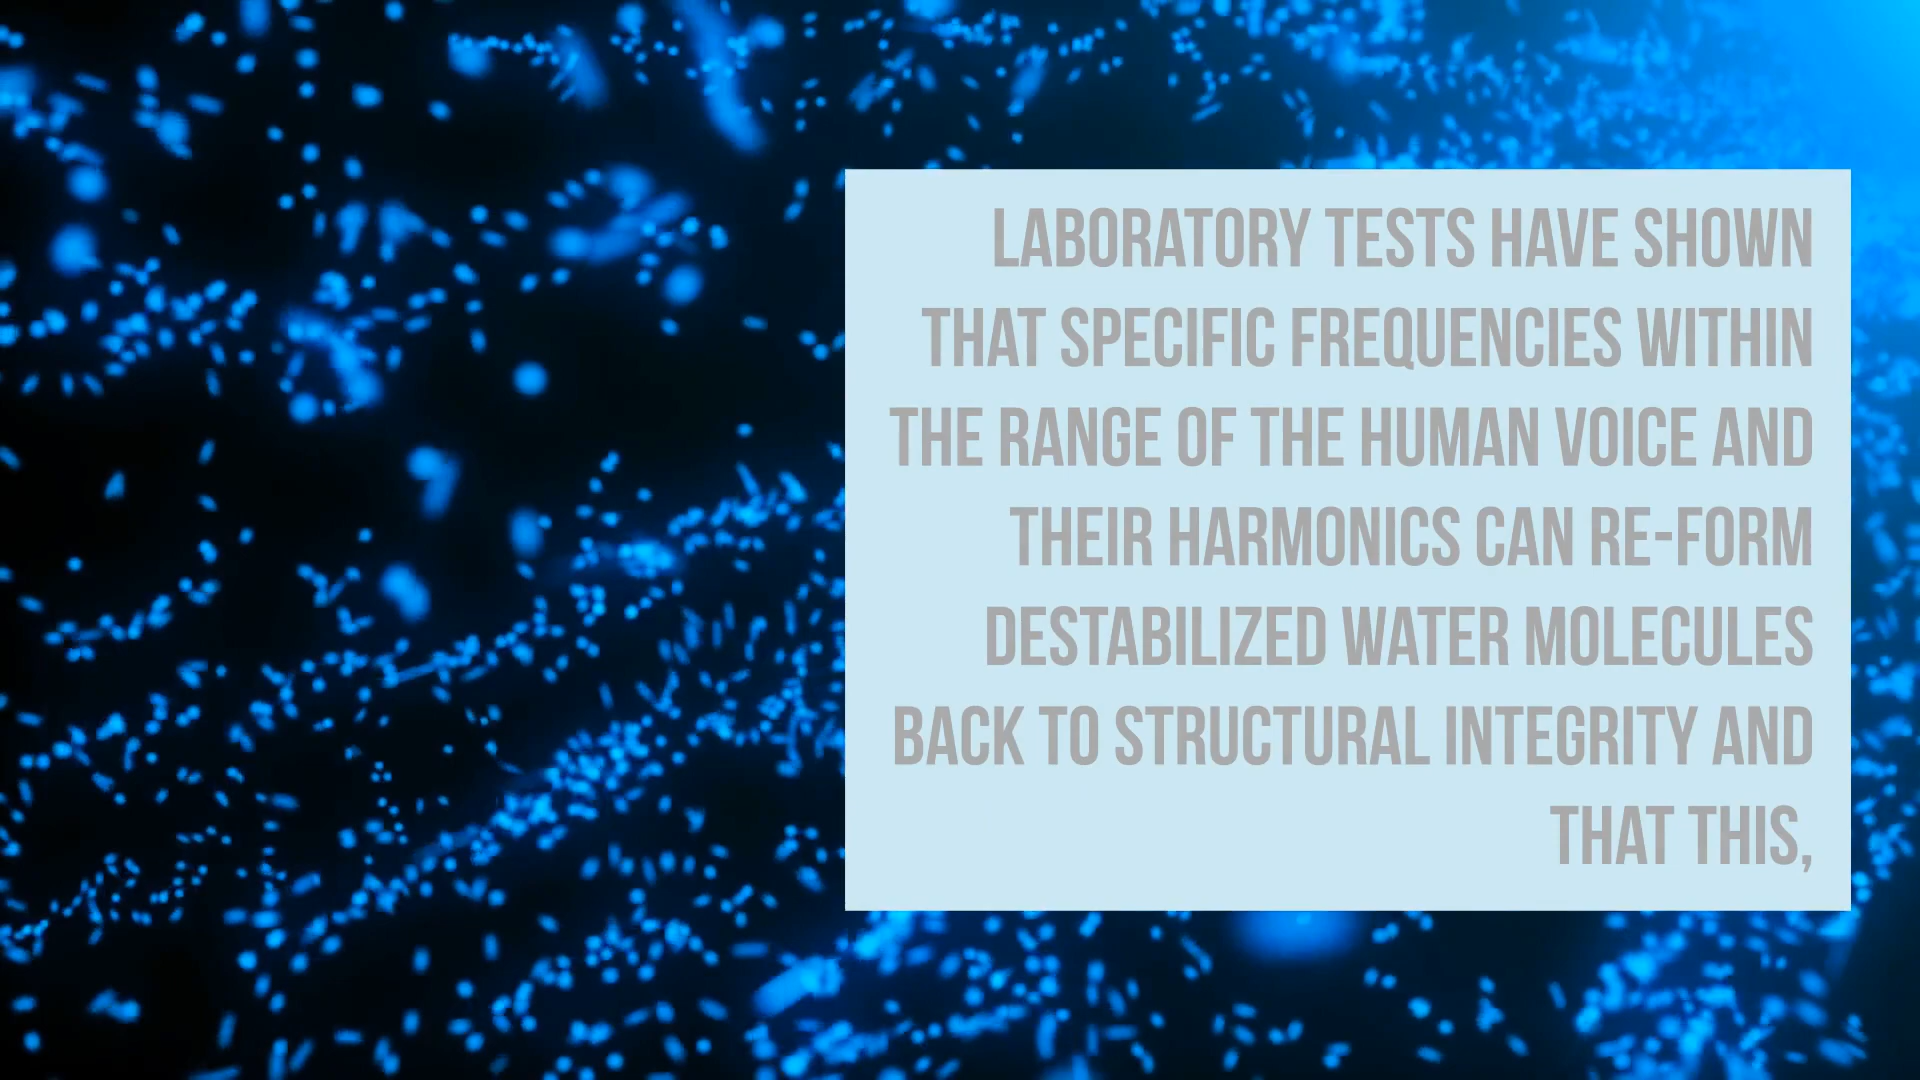 LABORATORY TESTS HAVE SHOWN
THAT SPECIFIC FREQUENCIES WITHIN
THE RANGE OF THE HUMAN VOICE AND
THEIR HARMONICS CAN RE-FORM
DESTABILIZED WATER MOLECULES
BACK TO STRUCTURAL INTEGRITY AND
THAT THIS,